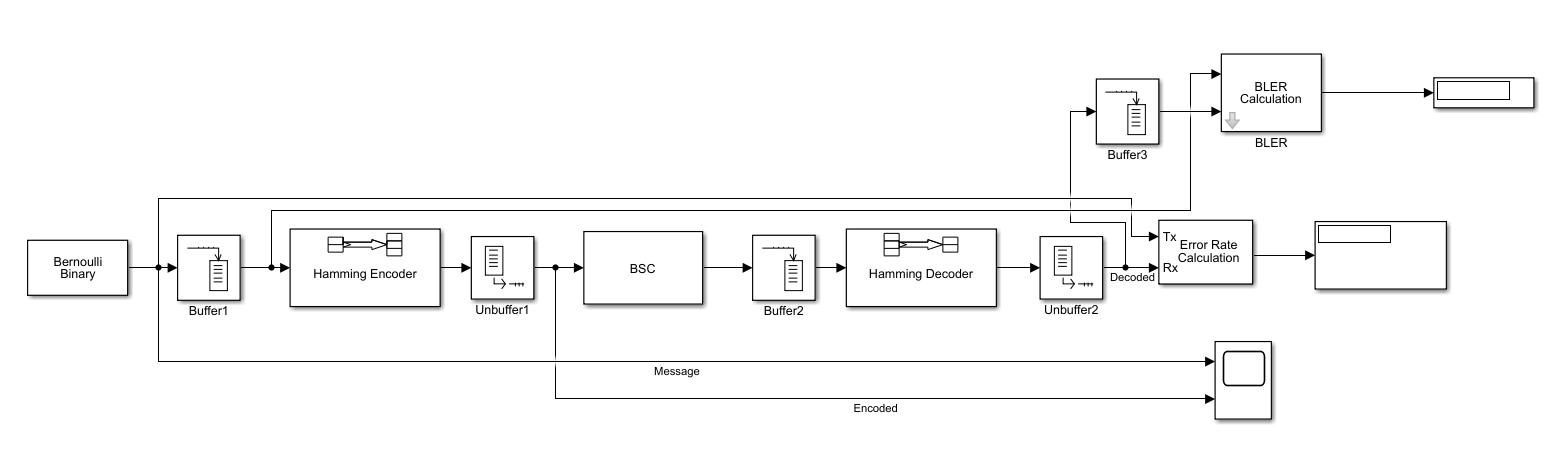 BLER
Calculation
BLER
Buffer3
Bernoulli
Binary
Buffer1
Hamming Encoder
Unbuffer1
BSC
Buffer2
Hamming Decoder
Unbuffer2
Decoded
Tx
Rx
Error Rate
Calculation
Message
Encoded